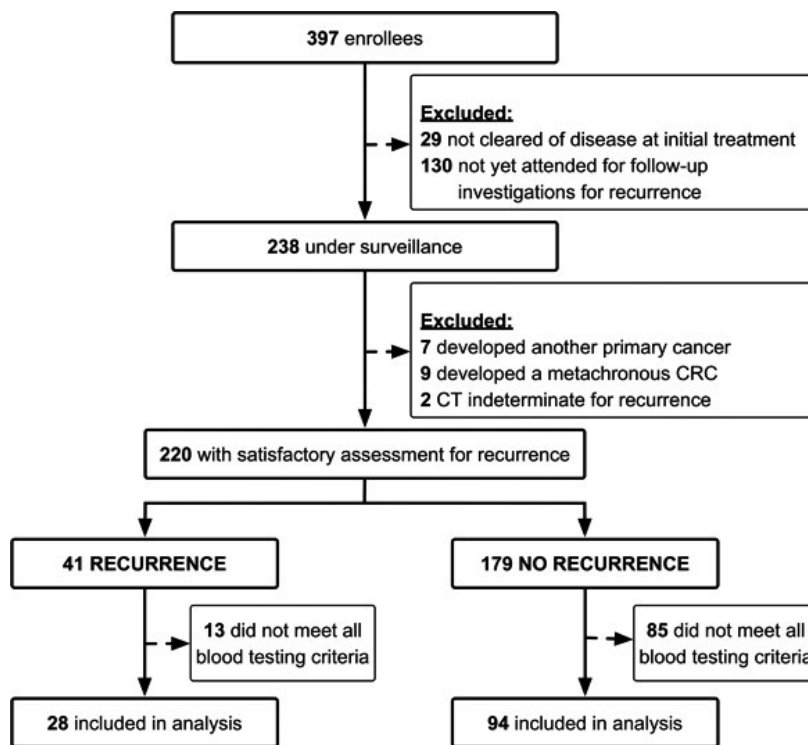 397 enrollees
Excluded:
29 not cleared of disease at initial treatment
130 not yet attended for follow-up
investigations for recurrence
238 under surveillance
Excluded:
7 developed another primary cancer
9 developed a metachronous CRC
2 CT indeterminate for recurrence
220 with satisfactory assessment for recurrence
41 RECURRENCE
179 NO RECURRENCE
13 did not meet all
blood testing criteria
85 did not meet all
blood testing criteria
28 included in analysis
94 included in analysis